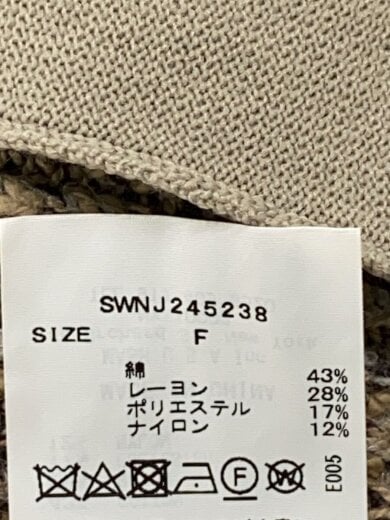 SWNJ245238
SIZE F
綿 43%
レーヨン 28%
ポリエステル 17%
ナイロン 12%
F W
E005